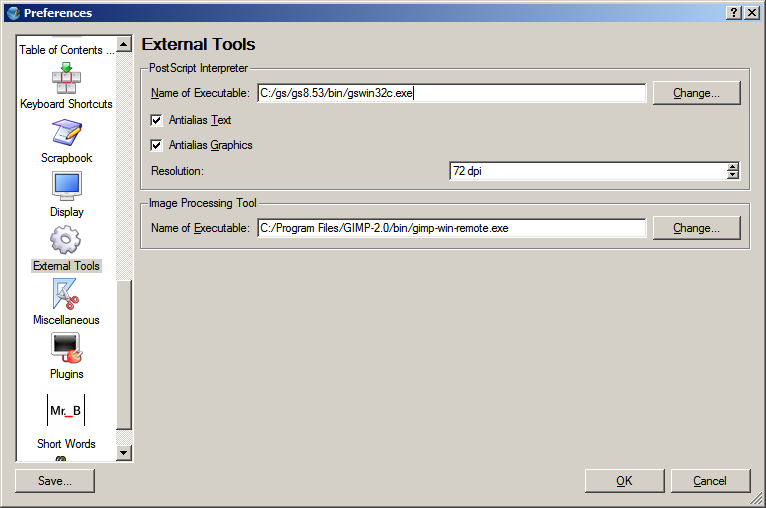 Preferences
Table of Contents ...
Keyboard Shortcuts
Scrapbook
Display
External Tools
Miscellaneous
Plugins
Mr._B
Short Words
External Tools
PostScript Interpreter
Name of Executable: C:/gs/gs8.53/bin/gswin32c.exe Change...
Antialias Text
Antialias Graphics
Resolution: 72 dpi
Image Processing Tool
Name of Executable: C:/Program Files/GIMP-2.0/bin/gimp-win-remote.exe Change...
Save... OK Cancel